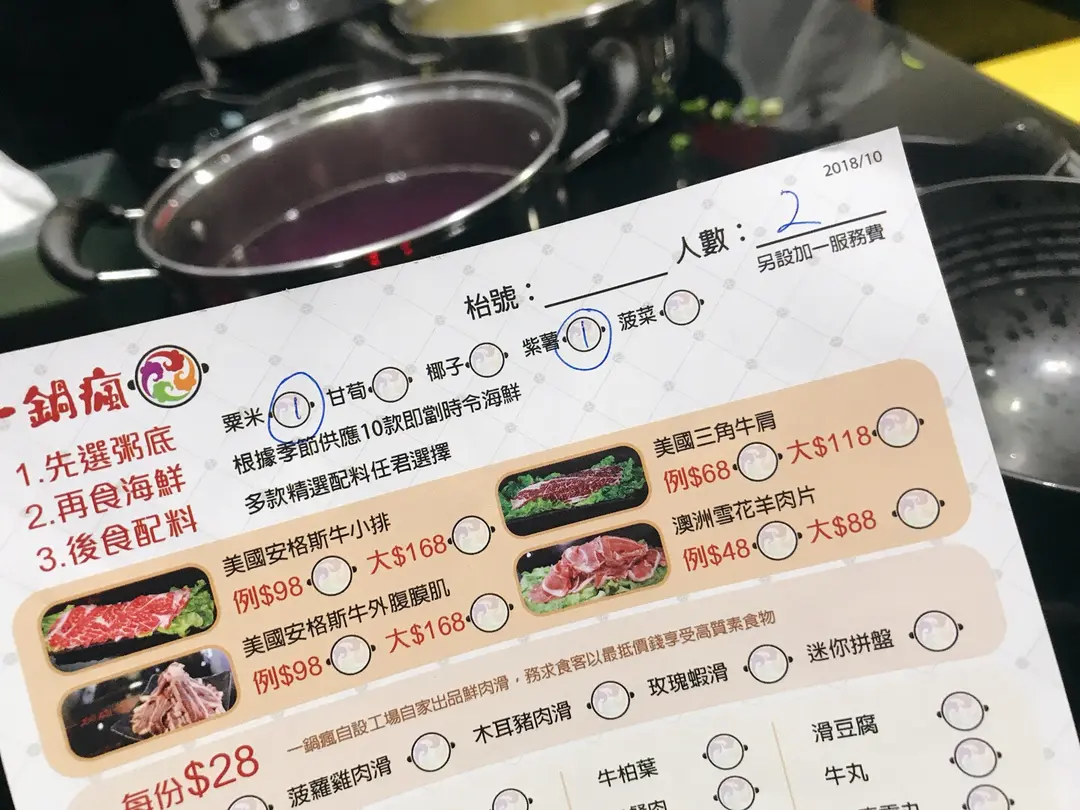 2018/10
枱號： 人數： 2
另設加一服務費
一鍋瘋
粟米 1 甘荀 椰子 紫薯 1 菠菜
1.先選粥底
2.再食海鮮
3.後食配料
根據季節供應10款即當時令海鮮
多款精選配料任君選擇
美國安格斯牛小排
例$98 大$168
美國安格斯牛外腹膜肌
例$98 大$168
美國三角牛肩
例$68 大$118
澳洲雪花羊肉片
例$48 大$88
一鍋瘋自設工場自家出品鮮肉滑，務求食客以最抵價錢享受高質素食物
每份$28
菠蘿雞肉滑 木耳豬肉滑 玫瑰蝦滑 迷你拼盤
牛柏葉
滑豆腐
牛丸